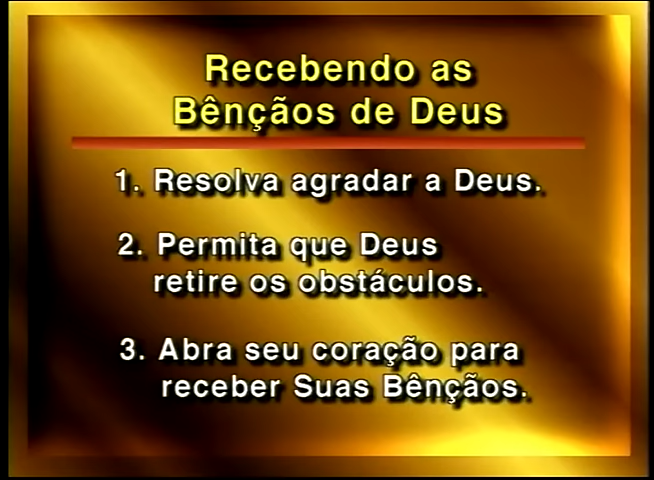 Recebendo as
Bênçãos de Deus
1. Resolva agradar a Deus.
2. Permita que Deus
retire os obstáculos.
3. Abra seu coração para
receber Suas Bênçãos.